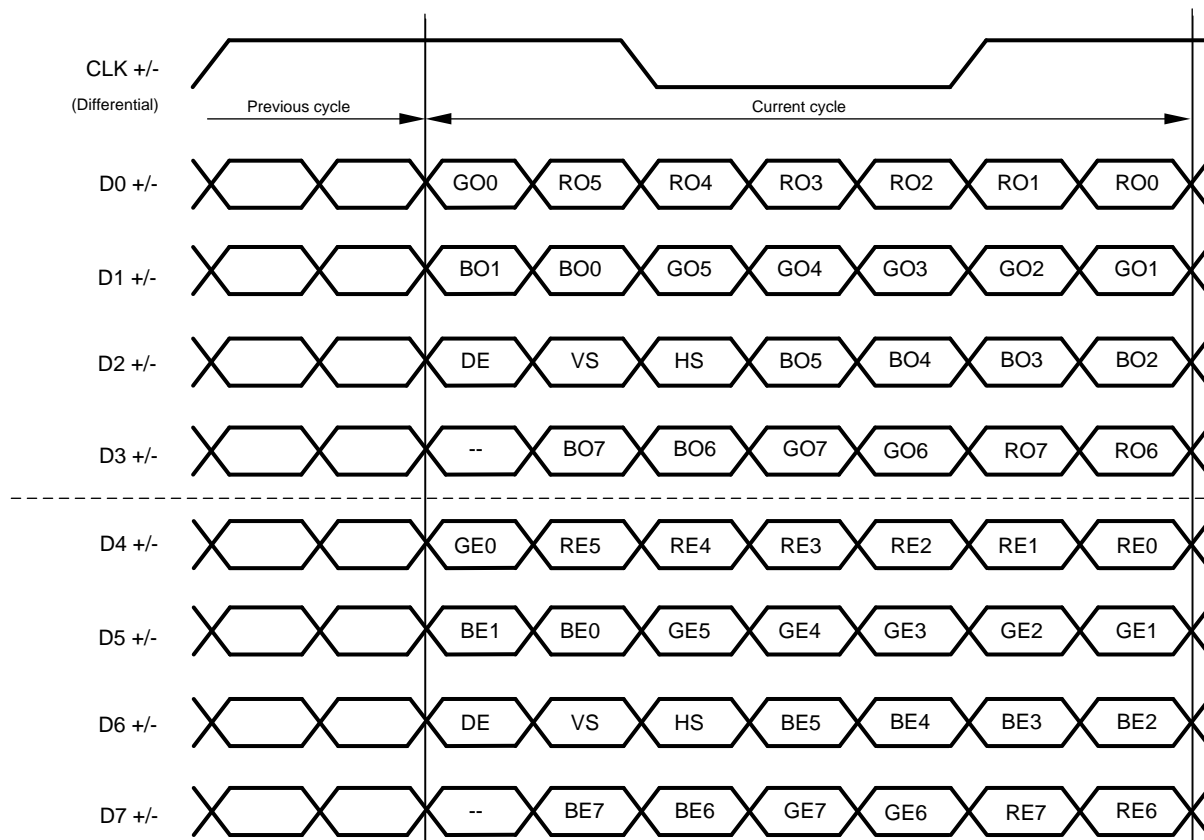 CLK +/-
(Differential)
Previous cycle
Current cycle
D0 +/- GO0 RO5 RO4 RO3 RO2 RO1 RO0
D1 +/- BO1 BO0 GO5 GO4 GO3 GO2 GO1
D2 +/- DE VS HS BO5 BO4 BO3 BO2
D3 +/- -- BO7 BO6 GO7 GO6 RO7 RO6
D4 +/- GE0 RE5 RE4 RE3 RE2 RE1 RE0
D5 +/- BE1 BE0 GE5 GE4 GE3 GE2 GE1
D6 +/- DE VS HS BE5 BE4 BE3 BE2
D7 +/- -- BE7 BE6 GE7 GE6 RE7 RE6